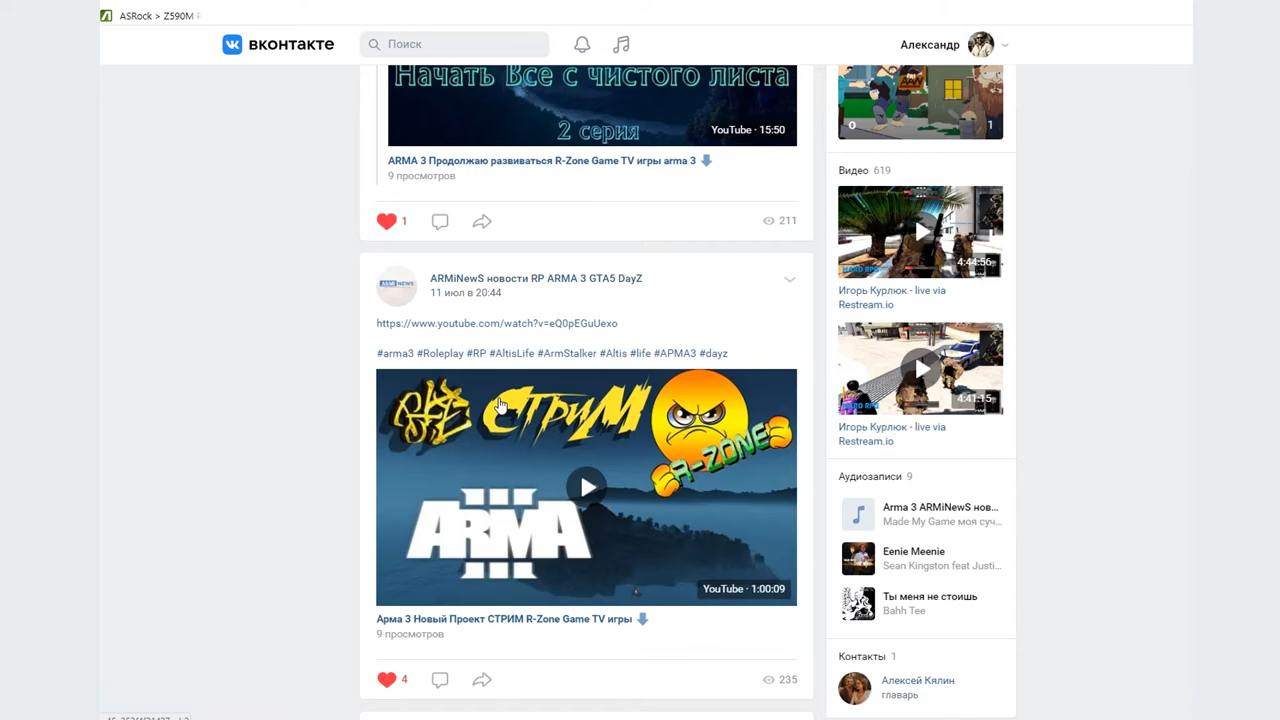 ASRock > Z590M
вконтакте
Поиск
Александр
Начать Все с чистого листа
2 серия
YouTube · 15:50
ARMA 3 Продолжаю развиваться R-Zone Game TV игры arma 3
9 просмотров
1
211
ARMiNewS новости RP ARMA 3 GTA5 DayZ
11 июл в 20:44
https://www.youtube.com/watch?v=eQ0pEGuUexo
#arma3 #Roleplay #RP #AltisLife #ArmStalker #Altis #life #АРМА3 #dayz
СтриМ
R-ZONE
ARMA
III
YouTube · 1:00:09
Арма 3 Новый Проект СТРИМ R-Zone Game TV игры
9 просмотров
4
235
0
1
Видео 619
4:44:56
Игорь Курлюк - live via
Restream.io
4:41:15
Игорь Курлюк - live via
Restream.io
Аудиозаписи 9
Arma 3 ARMiNewS нов...
Made My Game моя суч...
Eenie Meenie
Sean Kingston feat Justi...
Ты меня не стоишь
Bahh Tee
Контакты 1
Алексей Кялин
главарь